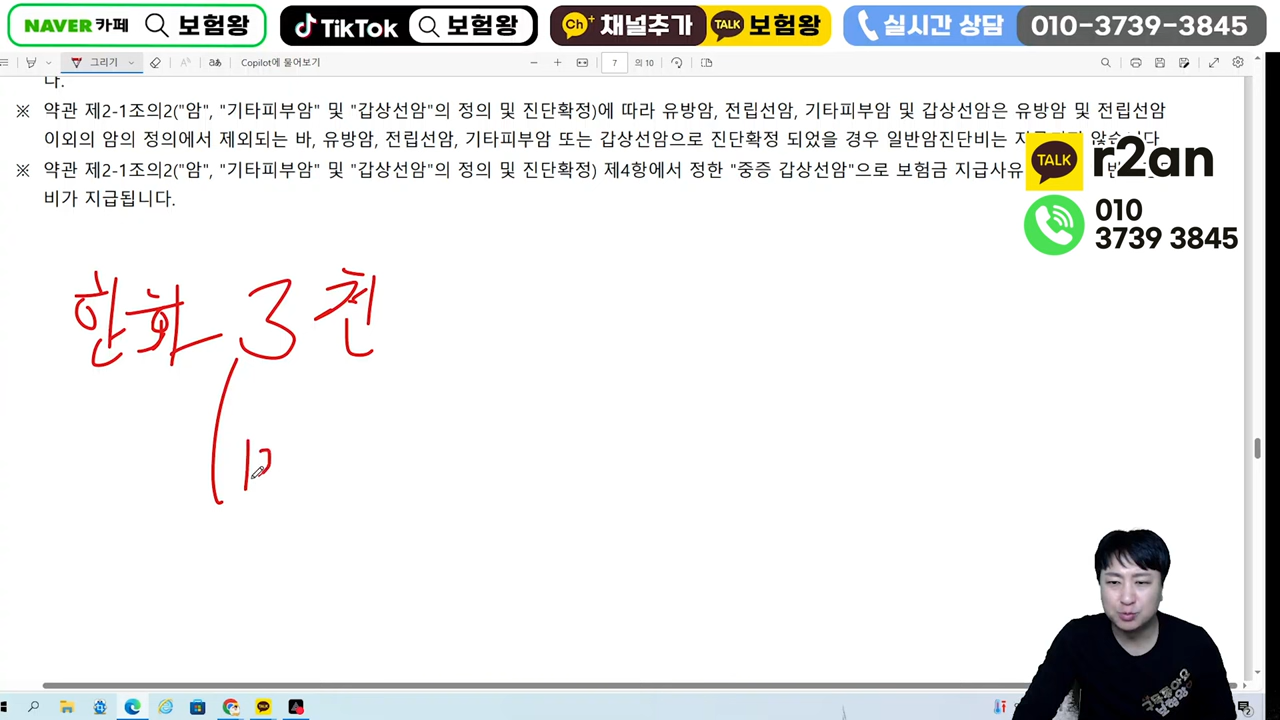 NAVER 카페 보험왕 TikTok 보험왕 Ch+ 채널추가 TALK 보험왕 실시간 상담 010-3739-3845
그리기 가あ Copilot에 물어보기 7 의 10
다.
※ 약관 제2-1조의2("암", "기타피부암" 및 "갑상선암"의 정의 및 진단확정)에 따라 유방암, 전립선암, 기타피부암 및 갑상선암은 유방암 및 전립선암
이외의 암의 정의에서 제외되는 바, 유방암, 전립선암, 기타피부암 또는 갑상선암으로 진단확정 되었을 경우 일반암진단비는
※ 약관 제2-1조의2("암", "기타피부암" 및 "갑상선암"의 정의 및 진단확정) 제4항에서 정한 "중증 갑상선암"으로 보험금 지급사유
비가 지급됩니다.
TALK r2an
010
3739 3845
한화 3천